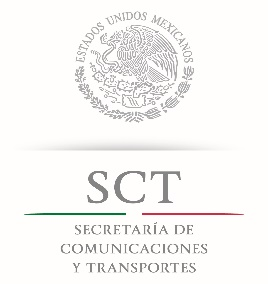 ESTADOS UNIDOS MEXICANOS
SCT
SECRETARÍA DE
COMUNICACIONES
Y TRANSPORTES